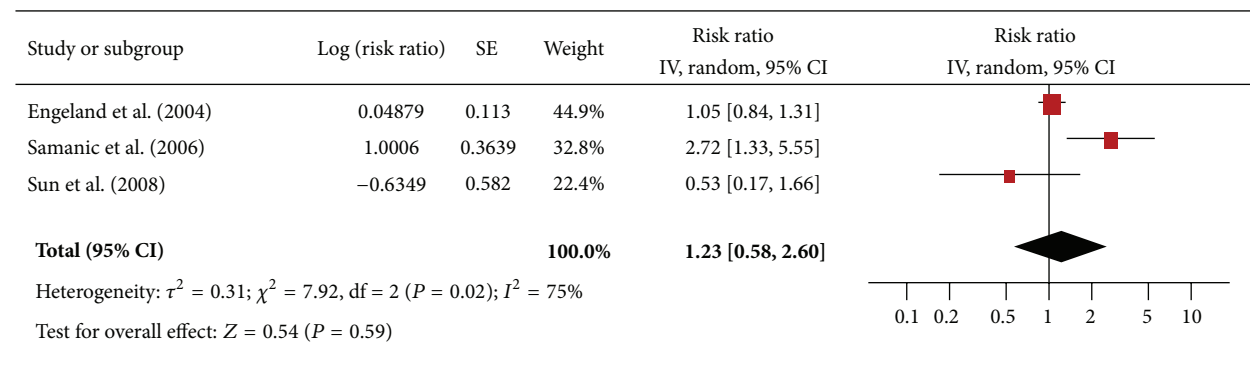 Study or subgroup Log (risk ratio) SE Weight Risk ratio IV, random, 95% CI Risk ratio IV, random, 95% CI
Engeland et al. (2004) 0.04879 0.113 44.9% 1.05 [0.84, 1.31]
Samanic et al. (2006) 1.0006 0.3639 32.8% 2.72 [1.33, 5.55]
Sun et al. (2008) −0.6349 0.582 22.4% 0.53 [0.17, 1.66]
Total (95% CI) 100.0% 1.23 [0.58, 2.60]
Heterogeneity: τ² = 0.31; χ² = 7.92, df = 2 (P = 0.02); I² = 75%
Test for overall effect: Z = 0.54 (P = 0.59)
0.1 0.2 0.5 1 2 5 10